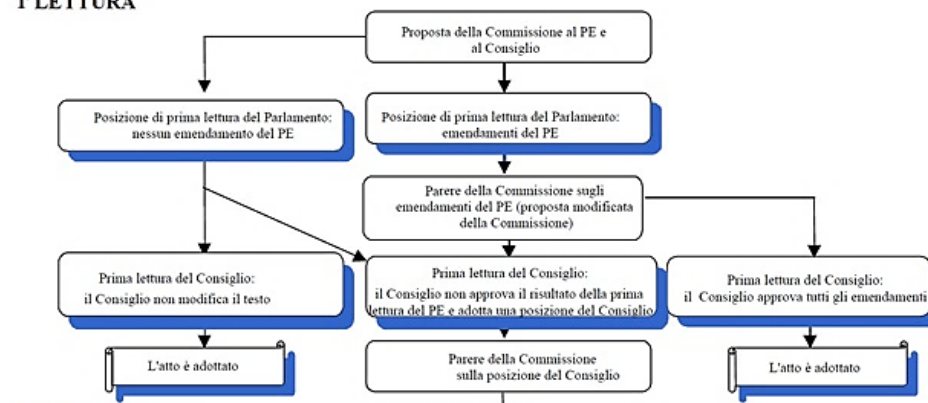 1ª LETTURA
Proposta della Commissione al PE e
al Consiglio
Posizione di prima lettura del Parlamento:
nessun emendamento del PE
Posizione di prima lettura del Parlamento:
emendamenti del PE
Parere della Commissione sugli
emendamenti del PE (proposta modificata
della Commissione)
Prima lettura del Consiglio:
il Consiglio non modifica il testo
Prima lettura del Consiglio:
il Consiglio non approva il risultato della prima
lettura del PE e adotta una posizione del Consiglio
Prima lettura del Consiglio:
il Consiglio approva tutti gli emendamenti
L'atto è adottato
Parere della Commissione
sulla posizione del Consiglio
L'atto è adottato